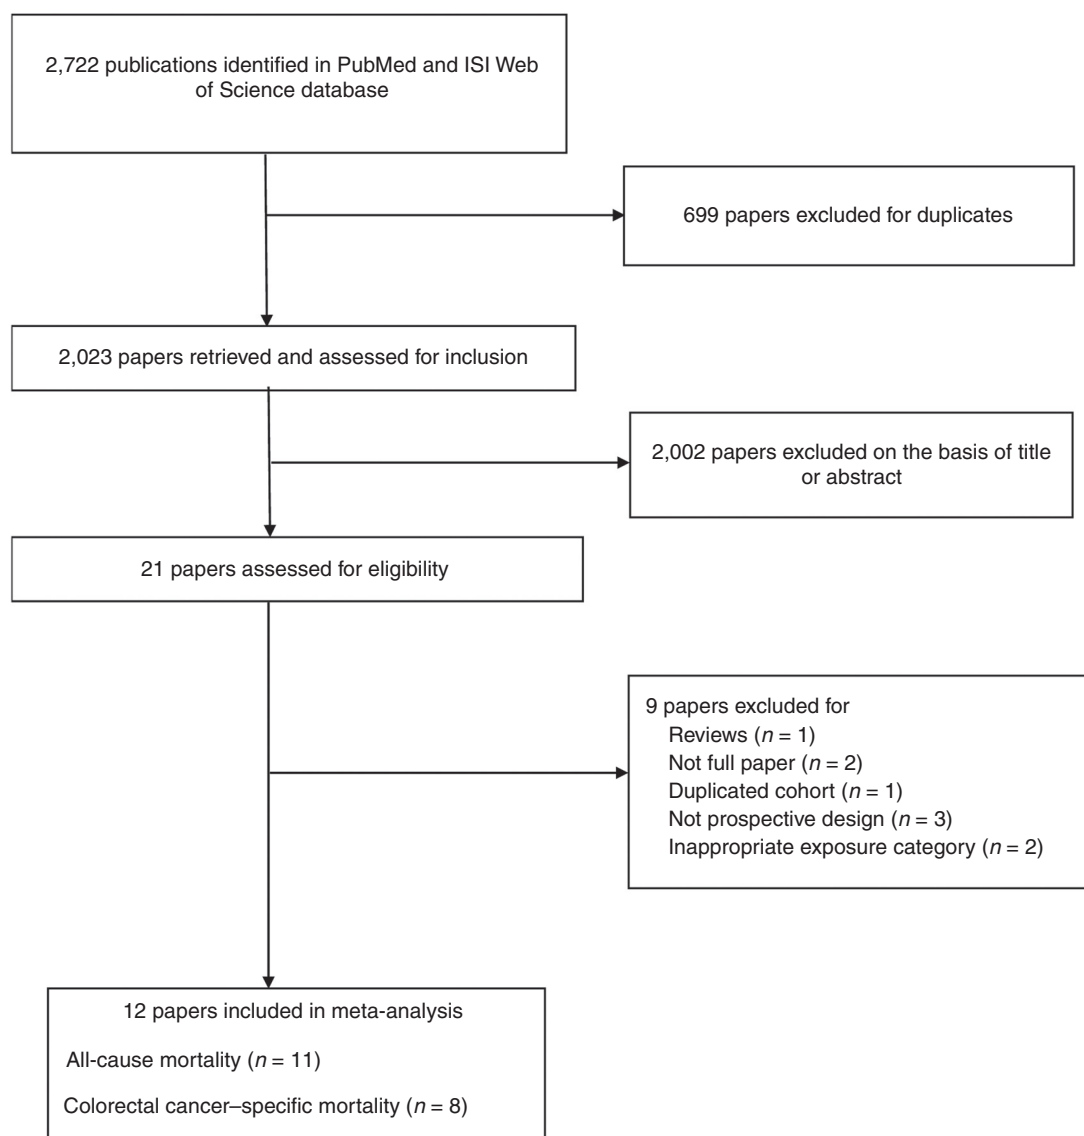 2,722 publications identified in PubMed and ISI Web
of Science database
699 papers excluded for duplicates
2,023 papers retrieved and assessed for inclusion
2,002 papers excluded on the basis of title
or abstract
21 papers assessed for eligibility
9 papers excluded for
Reviews (n = 1)
Not full paper (n = 2)
Duplicated cohort (n = 1)
Not prospective design (n = 3)
Inappropriate exposure category (n = 2)
12 papers included in meta-analysis
All-cause mortality (n = 11)
Colorectal cancer–specific mortality (n = 8)